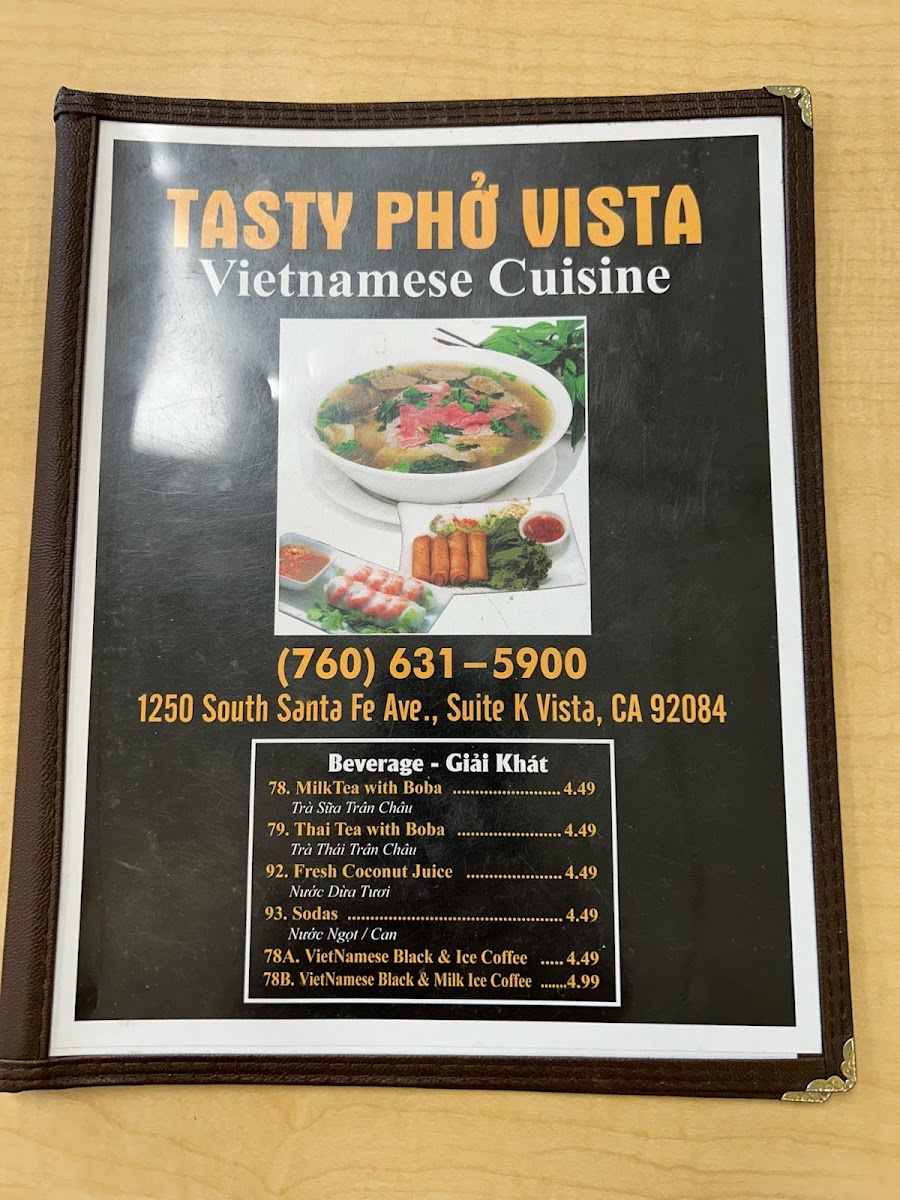 TASTY PHỞ VISTA
Vietnamese Cuisine
(760) 631–5900
1250 South Santa Fe Ave., Suite K Vista, CA 92084
Beverage - Giải Khát
78. MilkTea with Boba ........................ 4.49
Trà Sữa Trân Châu
79. Thai Tea with Boba ....................... 4.49
Trà Thái Trân Châu
92. Fresh Coconut Juice ..................... 4.49
Nước Dừa Tươi
93. Sodas ................................................ 4.49
Nước Ngọt / Can
78A. VietNamese Black & Ice Coffee ..... 4.49
78B. VietNamese Black & Milk Ice Coffee .......4.99